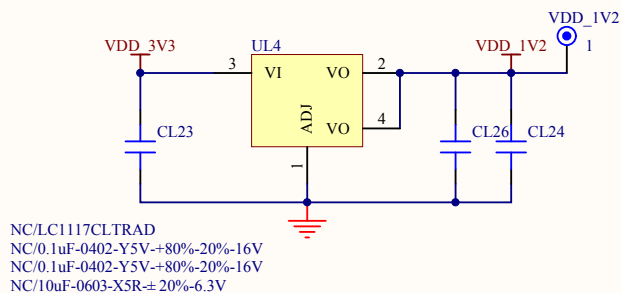 VDD_1V2
VDD_3V3
UL4
VDD_1V2
1
3
VI
VO
2
ADJ
VO
4
CL23
CL26
CL24
1
NC/LC1117CLTRAD
NC/0.1uF-0402-Y5V-+80%-20%-16V
NC/0.1uF-0402-Y5V-+80%-20%-16V
NC/10uF-0603-X5R-±20%-6.3V